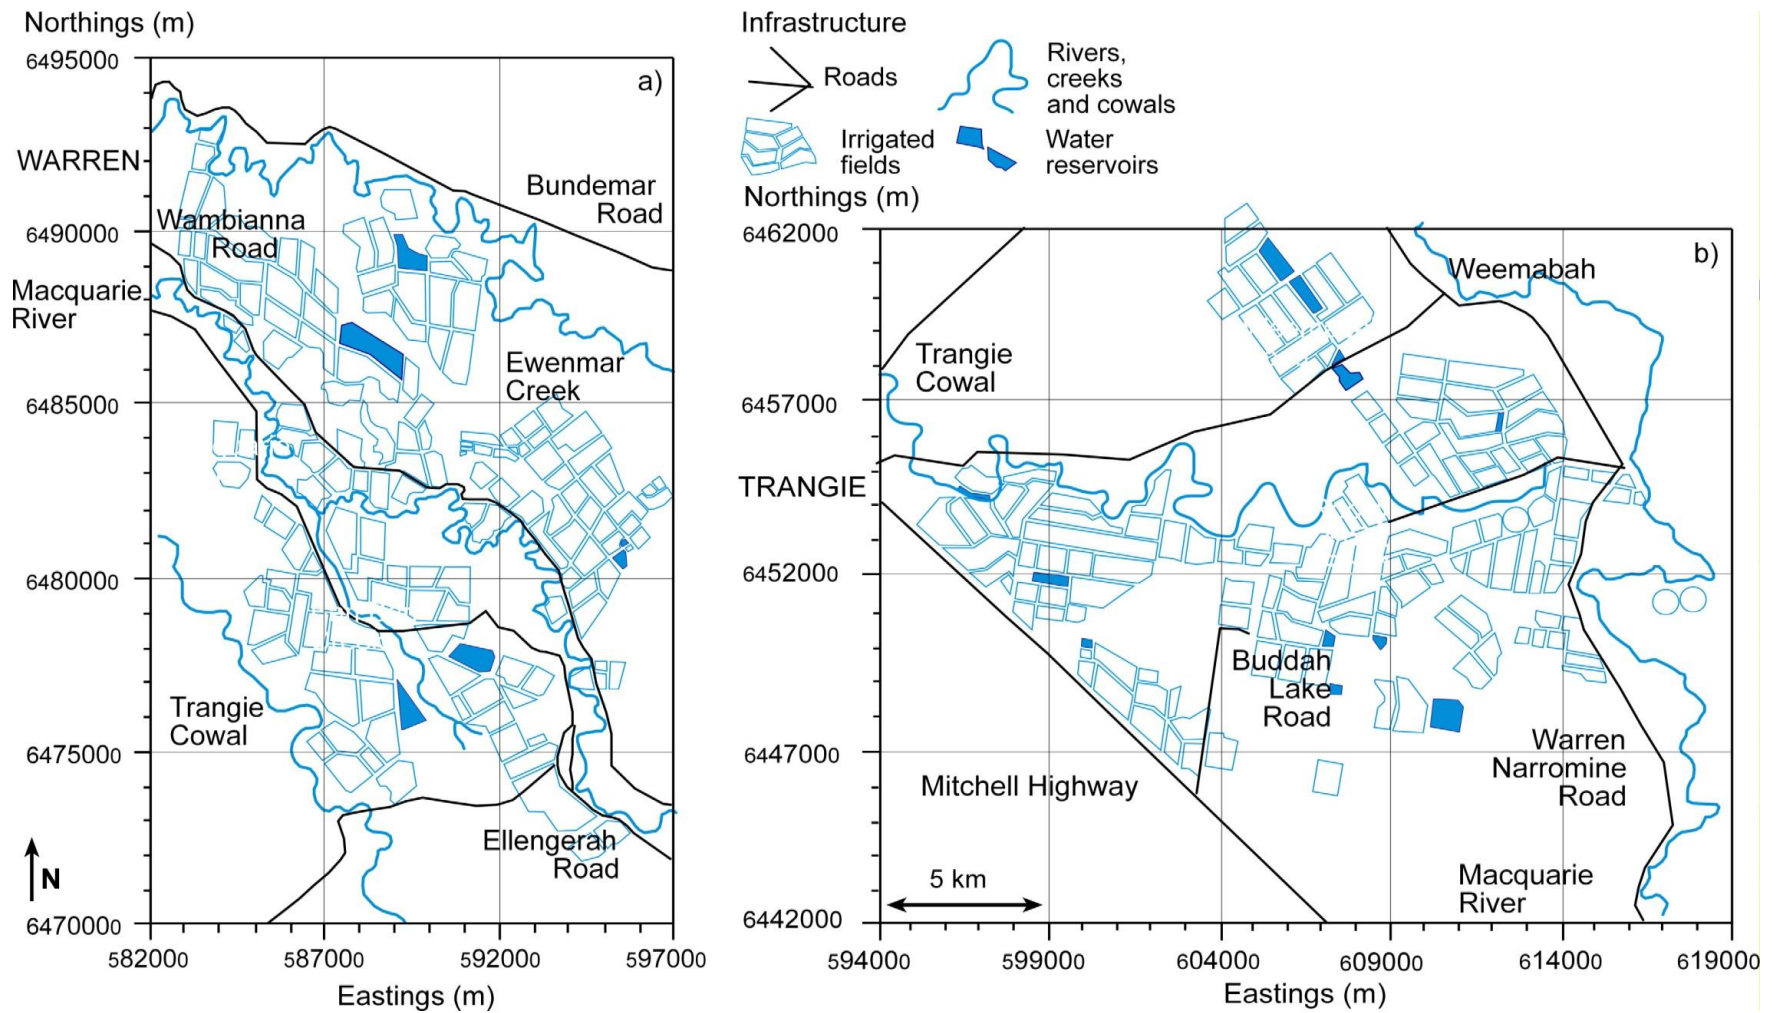 Northings (m)
6495000
a)
WARREN
Bundemar
Road
Wambianna
Road
6490000
Macquarie
River
Ewenmar
Creek
6485000
6480000
Trangie
Cowal
6475000
Ellengerah
Road
N
6470000
582000 587000 592000 597000
Eastings (m)
Infrastructure
Roads
Rivers,
creeks
and cowals
Irrigated
fields
Water
reservoirs
Northings (m)
6462000
b)
Weemabah
Trangie
Cowal
6457000
TRANGIE
6452000
Buddah
Lake
Road
6447000
Warren
Narromine
Road
Mitchell Highway
5 km
Macquarie
River
6442000
594000 599000 604000 609000 614000 619000
Eastings (m)